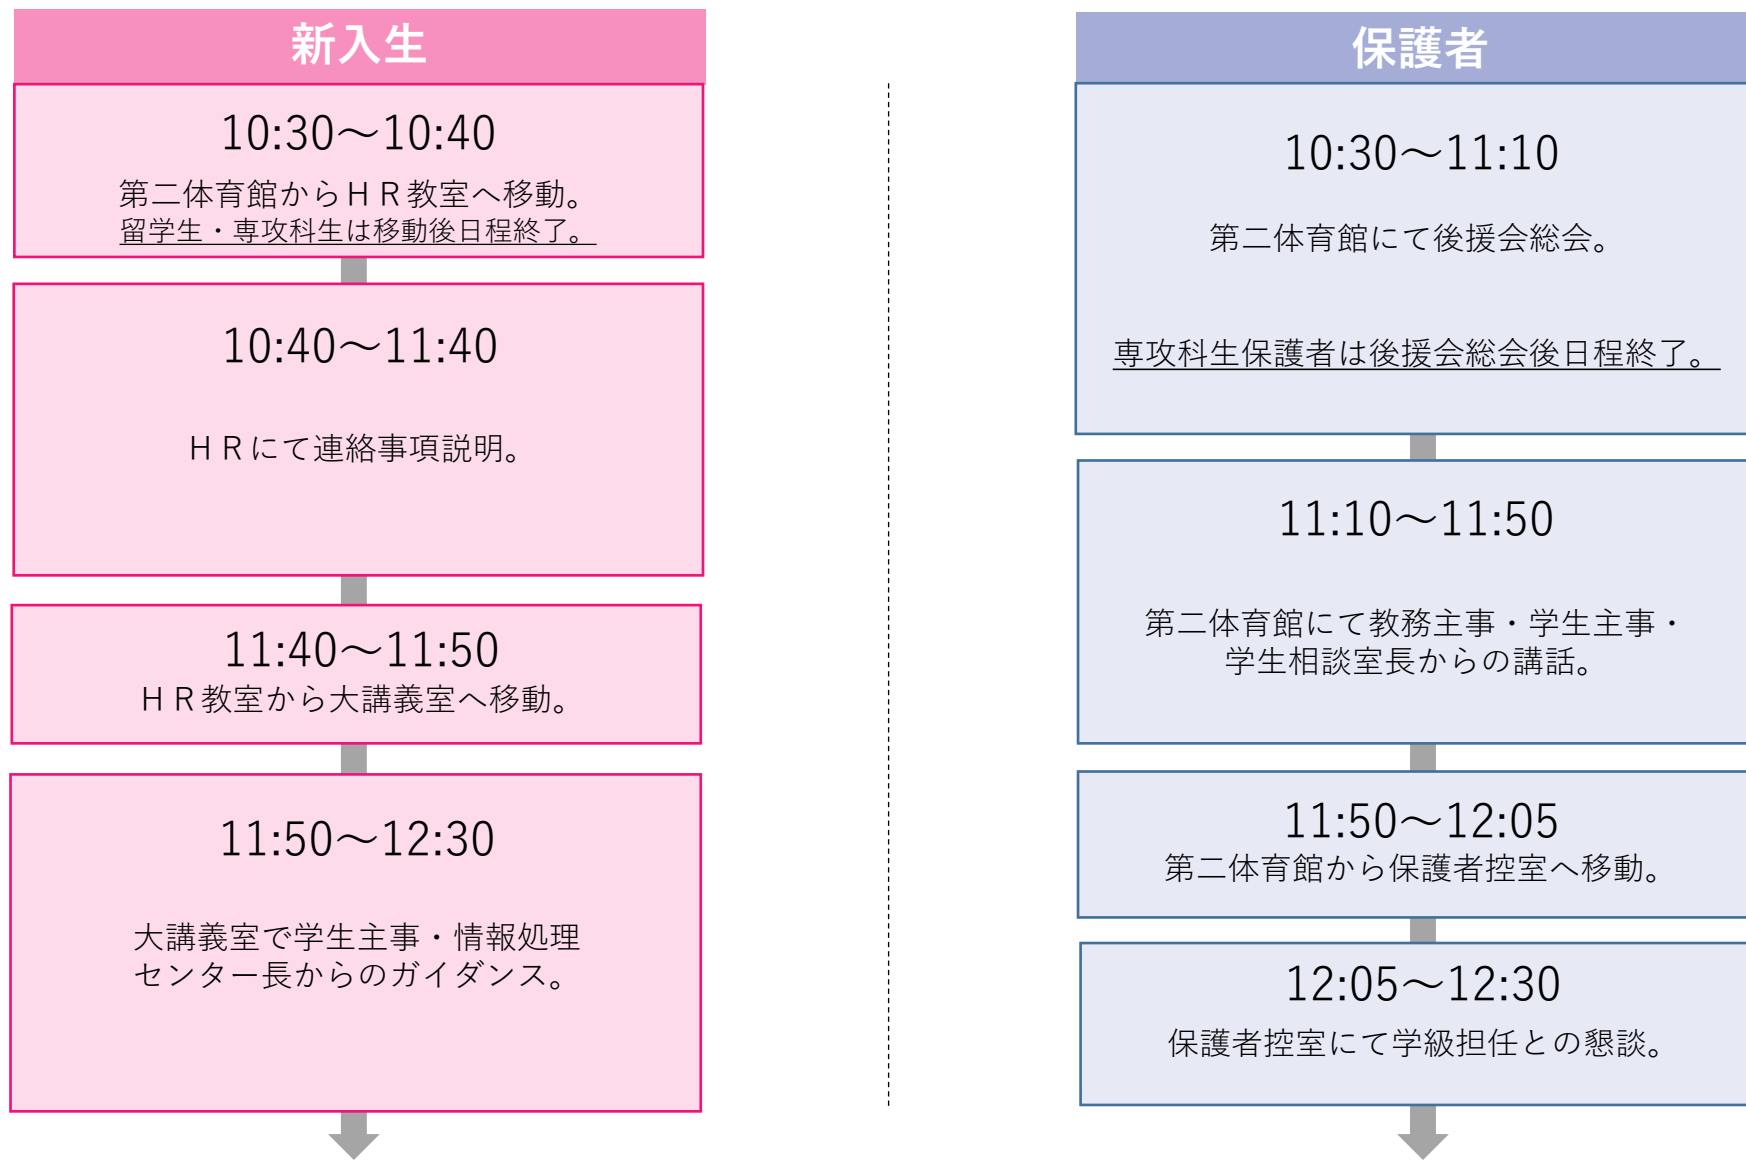 新入生
10:30～10:40
第二体育館からＨＲ教室へ移動。
留学生・専攻科生は移動後日程終了。
10:40～11:40
ＨＲにて連絡事項説明。
11:40～11:50
ＨＲ教室から大講義室へ移動。
11:50～12:30
大講義室で学生主事・情報処理
センター長からのガイダンス。
保護者
10:30～11:10
第二体育館にて後援会総会。
専攻科生保護者は後援会総会後日程終了。
11:10～11:50
第二体育館にて教務主事・学生主事・
学生相談室長からの講話。
11:50～12:05
第二体育館から保護者控室へ移動。
12:05～12:30
保護者控室にて学級担任との懇談。